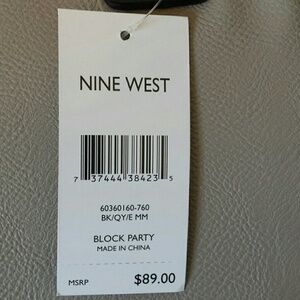 NINE WEST
7 37444 38423 5
60360160-760
BK/QY/E MM
BLOCK PARTY
MADE IN CHINA
MSRP $89.00